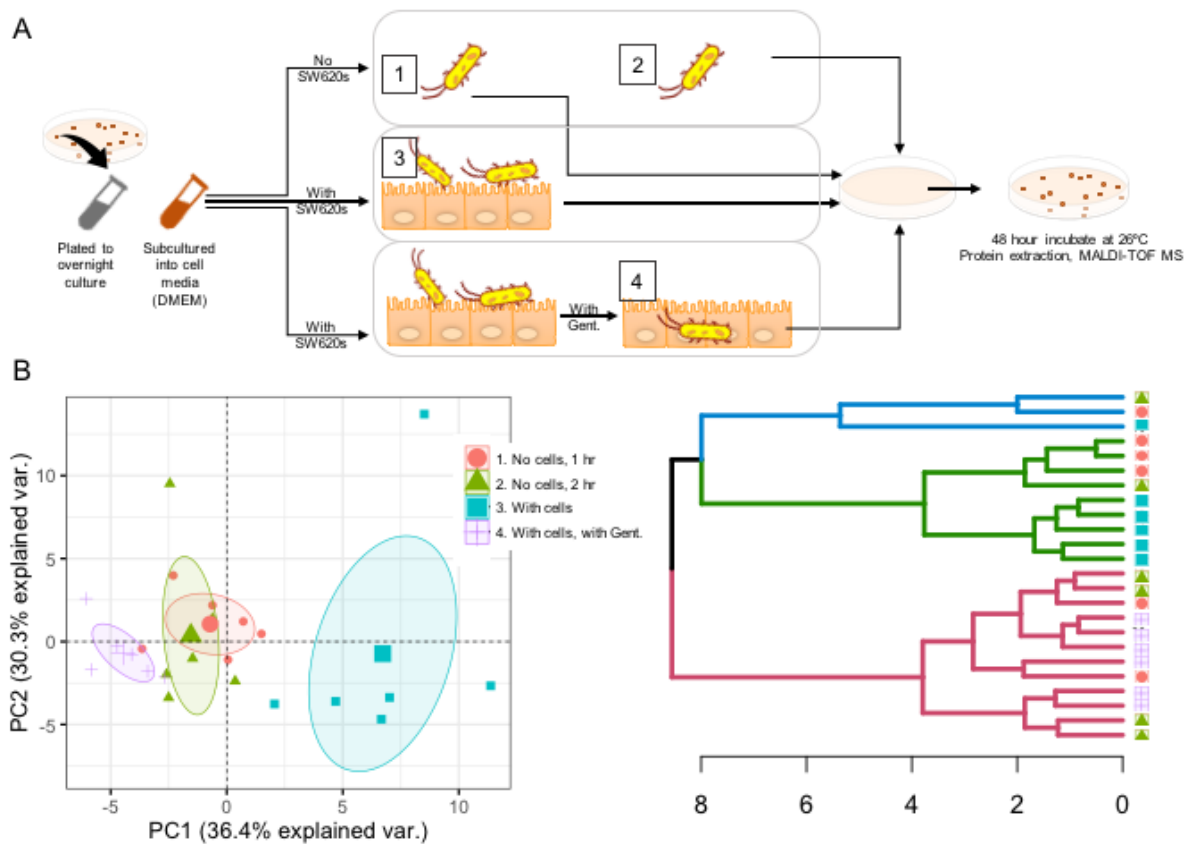 A
No
SW620s
1
2
3
With
SW620s
Plated to
overnight
culture
Subcultured
into cell
media
(DMEM)
48 hour incubate at 26ºC
Protein extraction, MALDI-TOF MS
With
Gent.
4
With
SW620s
B
PC2 (30.3% explained var.)
10
5
0
-5
-5
0
5
10
PC1 (36.4% explained var.)
1. No cells, 1 hr
2. No cells, 2 hr
3. With cells
4. With cells, with Gent.
8
6
4
2
0